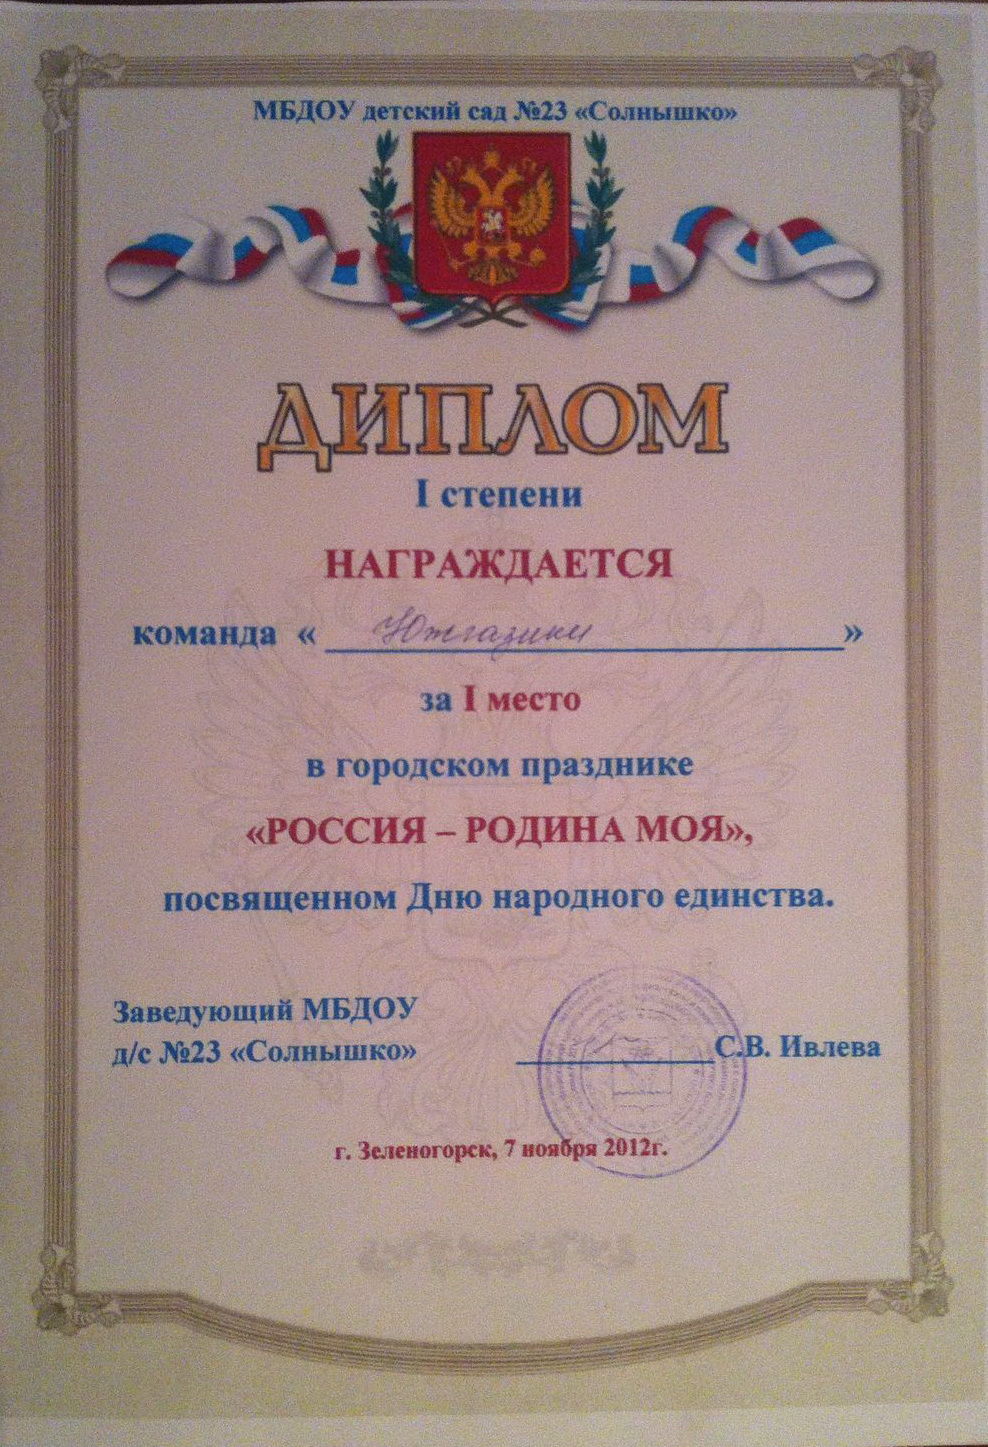 МБДОУ детский сад №23 «Солнышко»
ДИПЛОМ
I степени
НАГРАЖДАЕТСЯ
команда « »
за I место
в городском празднике
«РОССИЯ – РОДИНА МОЯ»,
посвященном Дню народного единства.
Заведующий МБДОУ
д/с №23 «Солнышко»
С.В. Ивлева
г. Зеленогорск, 7 ноября 2012г.